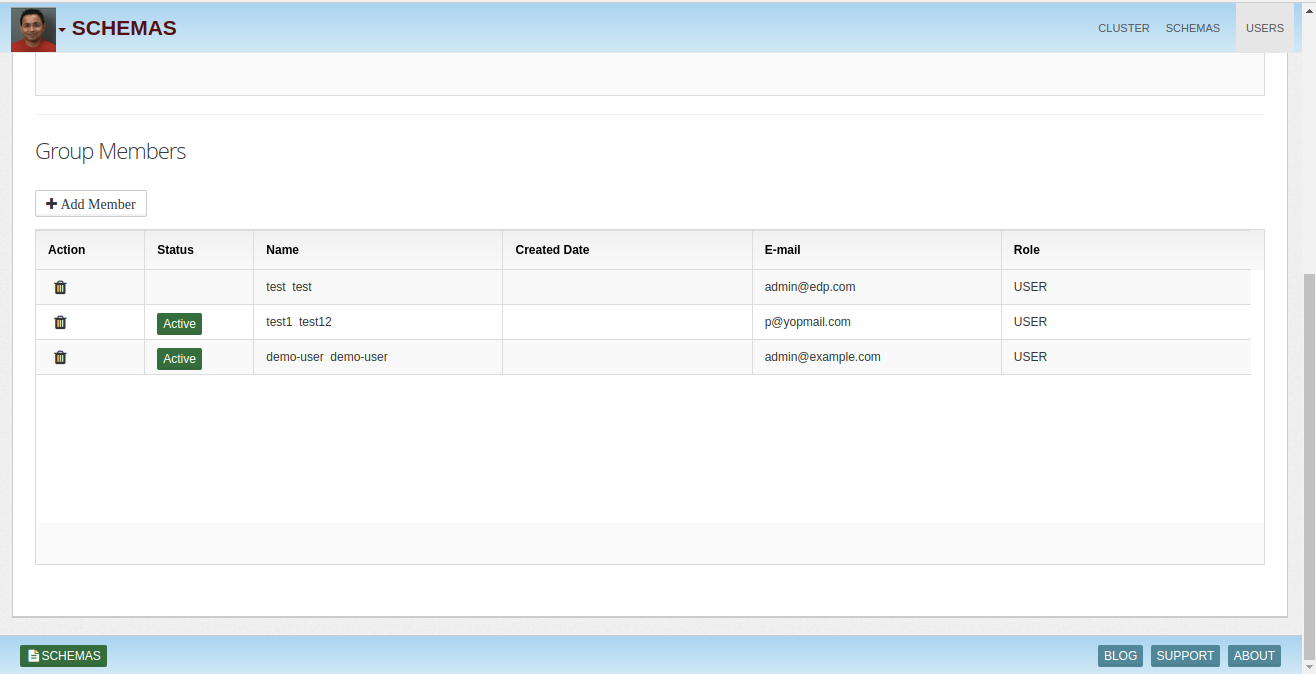 SCHEMAS CLUSTER SCHEMAS USERS
Group Members
Add Member
Action Status Name Created Date E-mail Role
test test admin@edp.com USER
Active test1 test12 p@yopmail.com USER
Active demo-user demo-user admin@example.com USER
SCHEMAS BLOG SUPPORT ABOUT